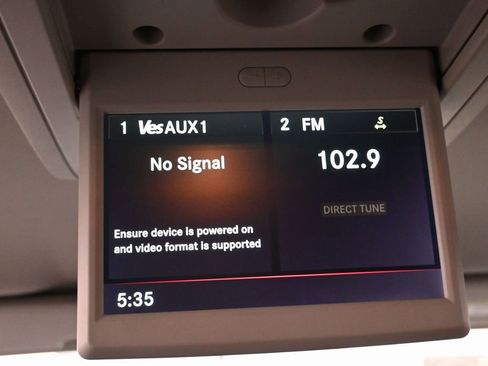 1 VesAUX1
2 FM
No Signal
102.9
DIRECT TUNE
Ensure device is powered on
and video format is supported
5:35